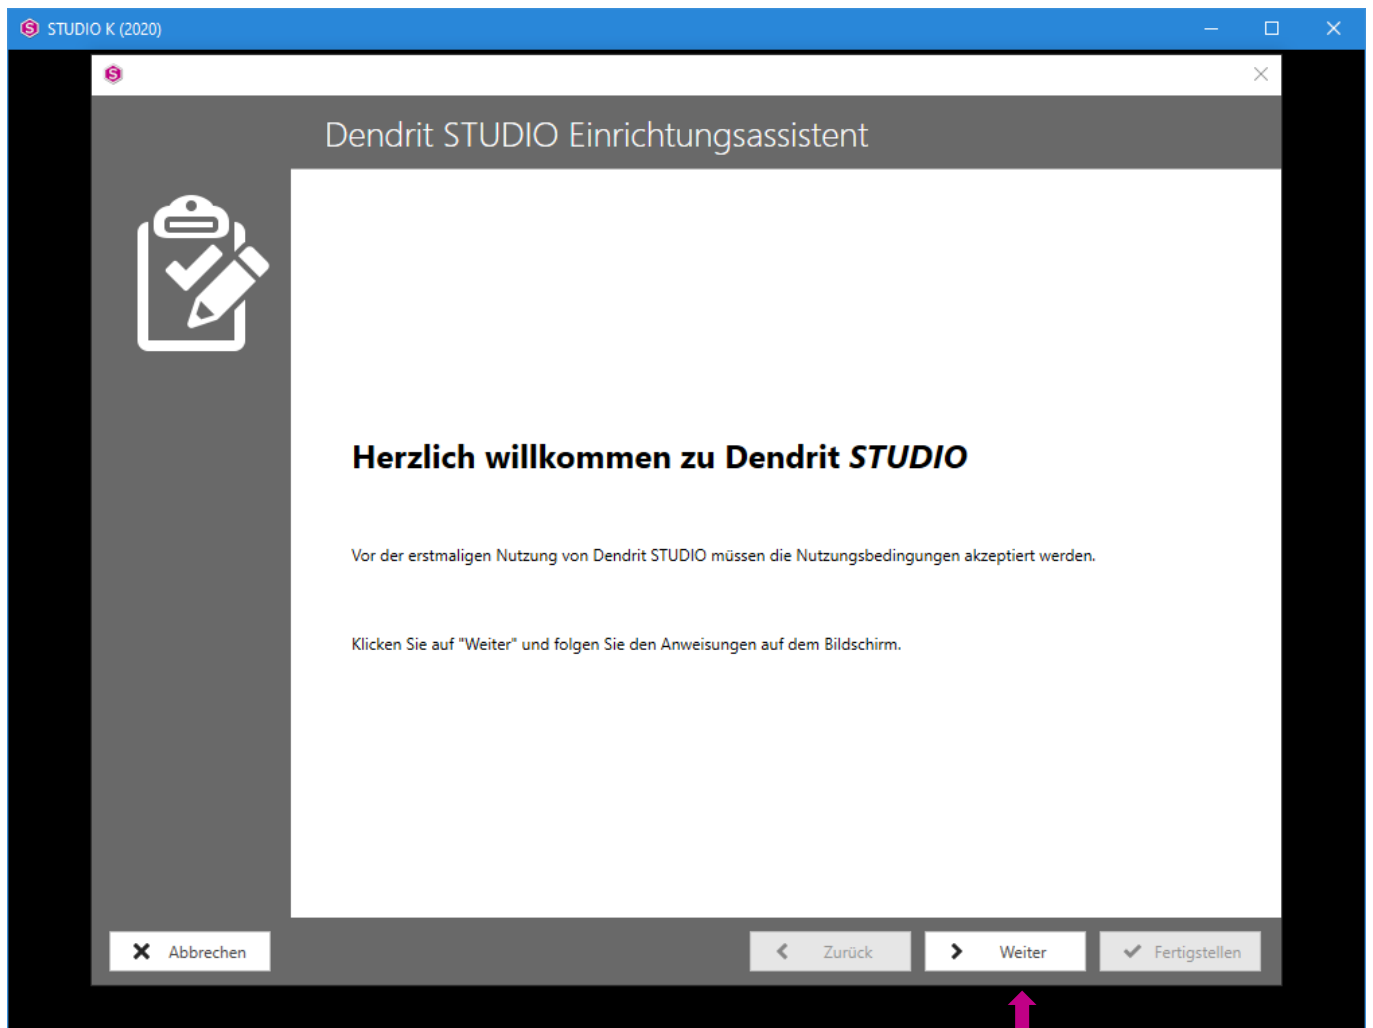 STUDIO K (2020)
Dendrit STUDIO Einrichtungsassistent
Herzlich willkommen zu Dendrit STUDIO
Vor der erstmaligen Nutzung von Dendrit STUDIO müssen die Nutzungsbedingungen akzeptiert werden.
Klicken Sie auf "Weiter" und folgen Sie den Anweisungen auf dem Bildschirm.
Abbrechen Zurück Weiter Fertigstellen